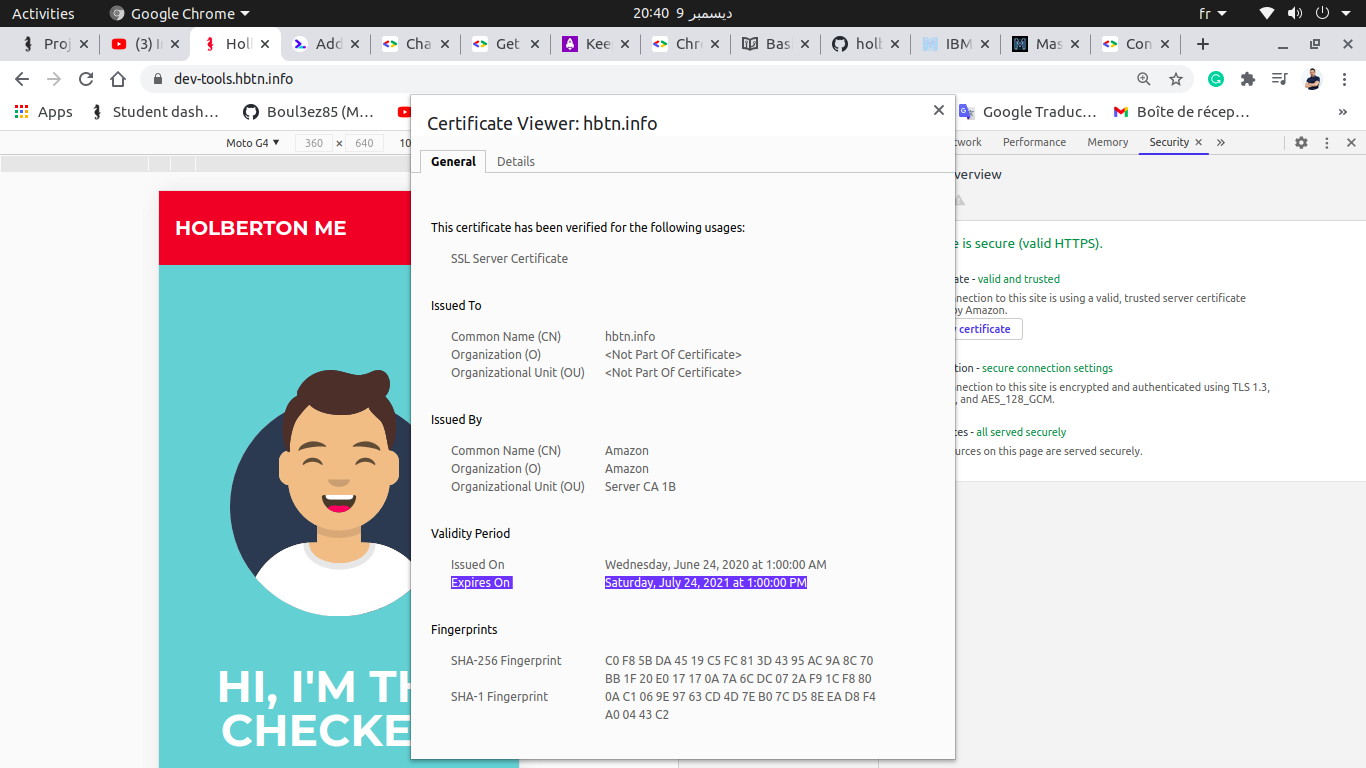 Activities
Google Chrome
20:40 9 ديسمبر
fr
Proj
(3) I
Hol
Add
Cha
Get
Kee
Chr
Basi
holb
IBM
Mas
Con
dev-tools.hbtn.info
Apps
Student dash…
Boul3ez85 (M…
Google Traduc…
Boîte de récep…
»
Moto G4
360
×
640
10
twork
Performance
Memory
Security
»
verview
e is secure (valid HTTPS).
ate - valid and trusted
nnection to this site is using a valid, trusted server certificate
by Amazon.
certificate
tion - secure connection settings
nnection to this site is encrypted and authenticated using TLS 1.3,
, and AES_128_GCM.
ces - all served securely
ources on this page are served securely.
HOLBERTON ME
HI, I'M TH
CHECKE
Certificate Viewer: hbtn.info
General
Details
This certificate has been verified for the following usages:
SSL Server Certificate
Issued To
Common Name (CN) hbtn.info
Organization (O) <Not Part Of Certificate>
Organizational Unit (OU) <Not Part Of Certificate>
Issued By
Common Name (CN) Amazon
Organization (O) Amazon
Organizational Unit (OU) Server CA 1B
Validity Period
Issued On Wednesday, June 24, 2020 at 1:00:00 AM
Expires On Saturday, July 24, 2021 at 1:00:00 PM
Fingerprints
SHA-256 Fingerprint C0 F8 5B DA 45 19 C5 FC 81 3D 43 95 AC 9A 8C 70
BB 1F 20 E0 17 17 0A 7A 6C DC 07 2A F9 1C F8 80
SHA-1 Fingerprint 0A C1 06 9E 97 63 CD 4D 7E B0 7C D5 8E EA D8 F4
A0 04 43 C2